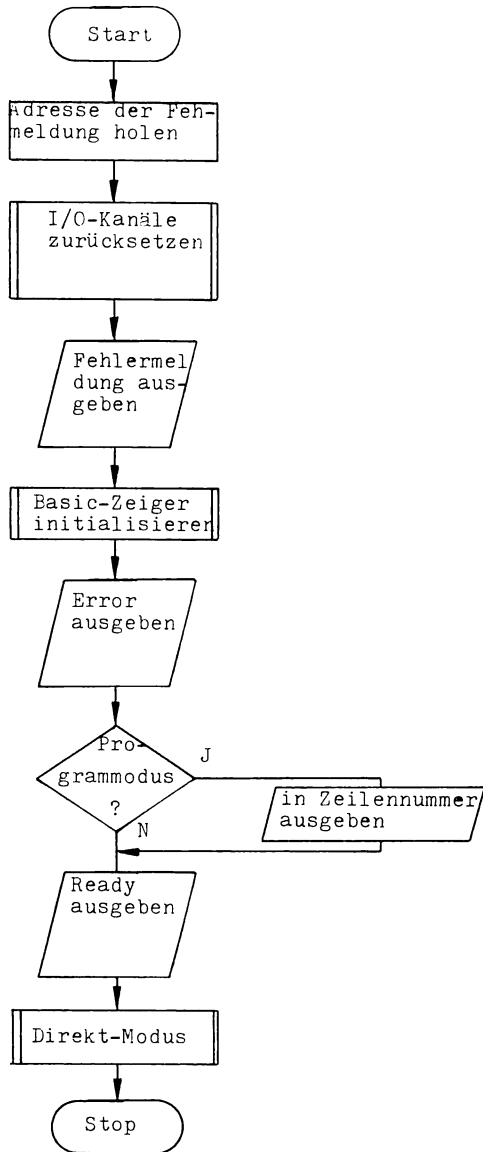 Start
Adresse der Feh-
meldung holen
I/O-Kanäle
zurücksetzen
Fehlermel
dung aus-
geben
Basic-Zeiger
initialisieren
Error
ausgeben
Pro-
grammodus
?
J
in Zeilennummer
ausgeben
N
Ready
ausgeben
Direkt-Modus
Stop